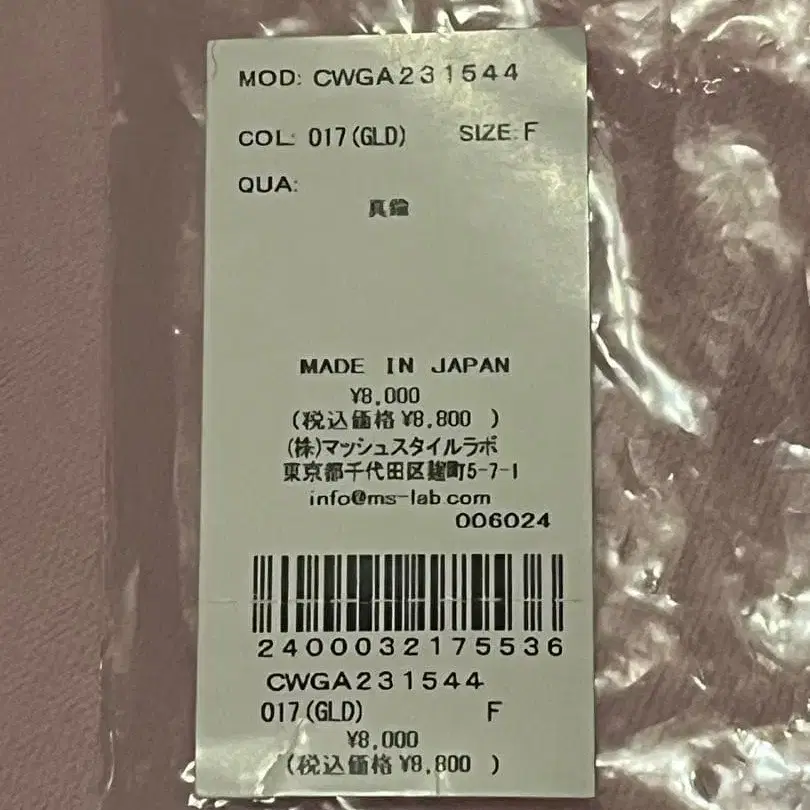 MOD: CWGA231544
COL: 017(GLD) SIZE: F
QUA:
真鍮
MADE IN JAPAN
¥8,000
(税込価格 ¥8,800 )
(株)マッシュスタイルラボ
東京都千代田区麹町5-7-1
info@ms-lab.com
006024
2400032175536
CWGA231544
017(GLD) F
¥8,000
(税込価格 ¥8,800 )